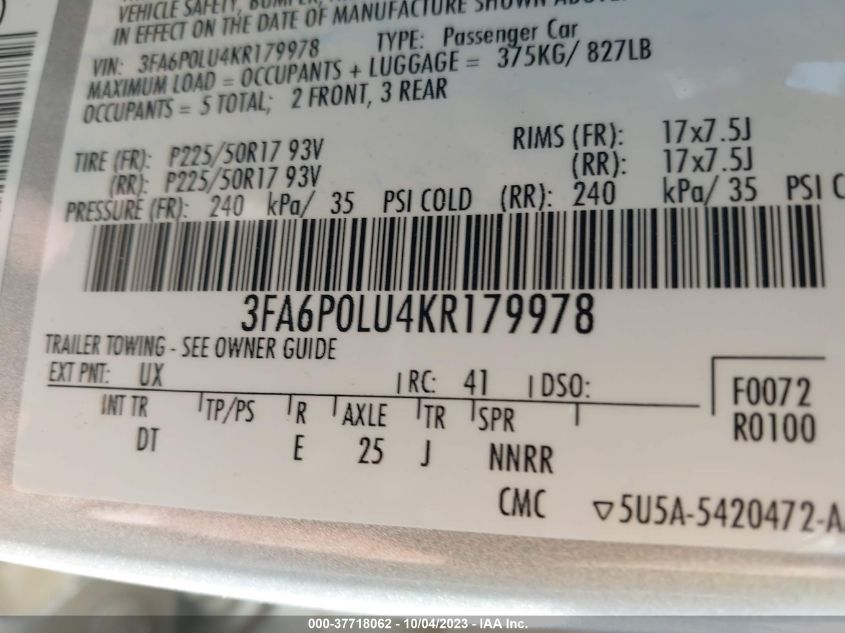 VEHICLE SAFETY, BUMPER,
IN EFFECT ON THE DATE OF MANUFACTURE SHOWN ABOVE.
VIN: 3FA6P0LU4KR179978 TYPE: Passenger Car
MAXIMUM LOAD = OCCUPANTS + LUGGAGE = 375KG/ 827LB
OCCUPANTS = 5 TOTAL; 2 FRONT, 3 REAR
TIRE (FR): P225/50R17 93V RIMS (FR): 17x7.5J
(RR): P225/50R17 93V (RR): 17x7.5J
PRESSURE (FR): 240 kPa/ 35 PSI COLD (RR): 240 kPa/ 35 PSI C
3FA6P0LU4KR179978
TRAILER TOWING - SEE OWNER GUIDE
EXT PNT: UX RC: 41 DSO: F0072
INT TR TP/PS R AXLE TR SPR R0100
DT E 25 J NNRR
CMC ▽5U5A-5420472-A
000-37718062 - 10/04/2023 - IAA Inc.